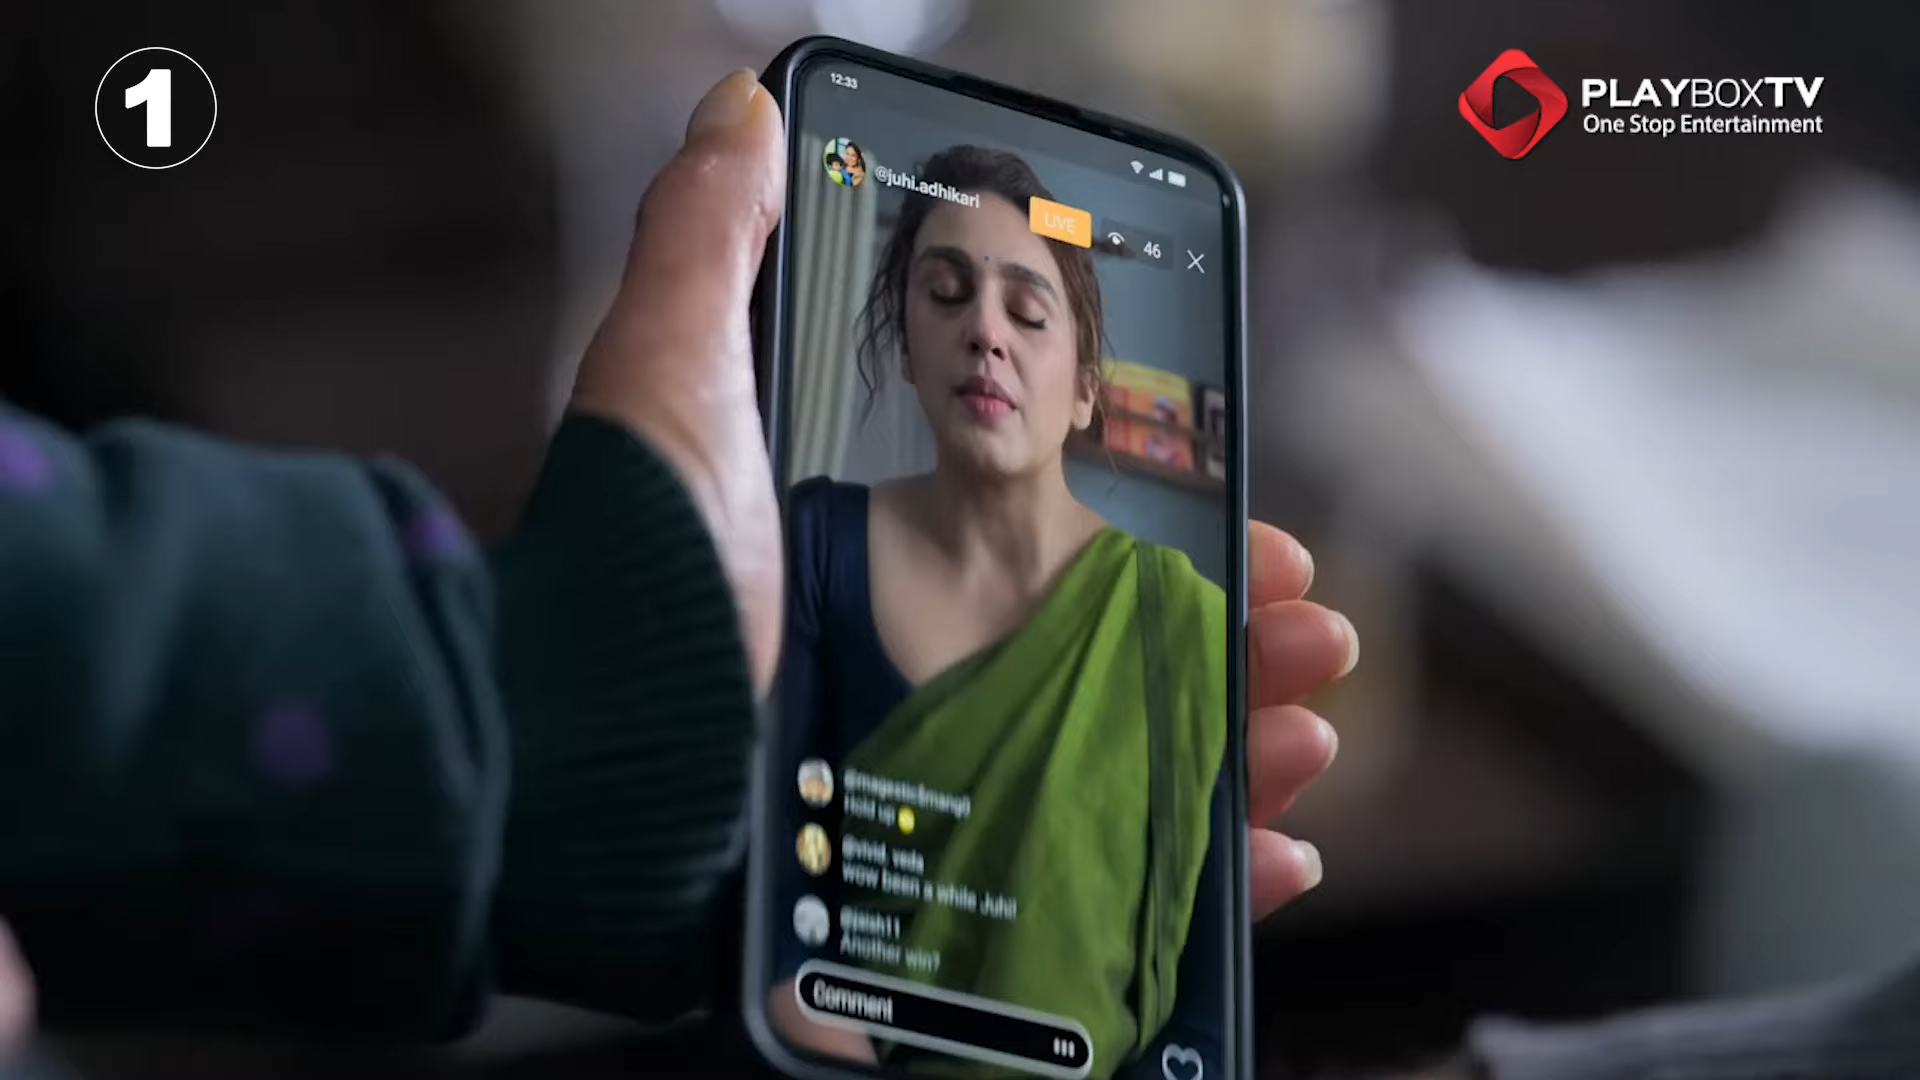 1
PLAYBOXTV
One Stop Entertainment
12:33
@juhi.adhikari
LIVE
46
Hold up
@vivid_veda
wow been a while Juhi!
Another win?
Comment